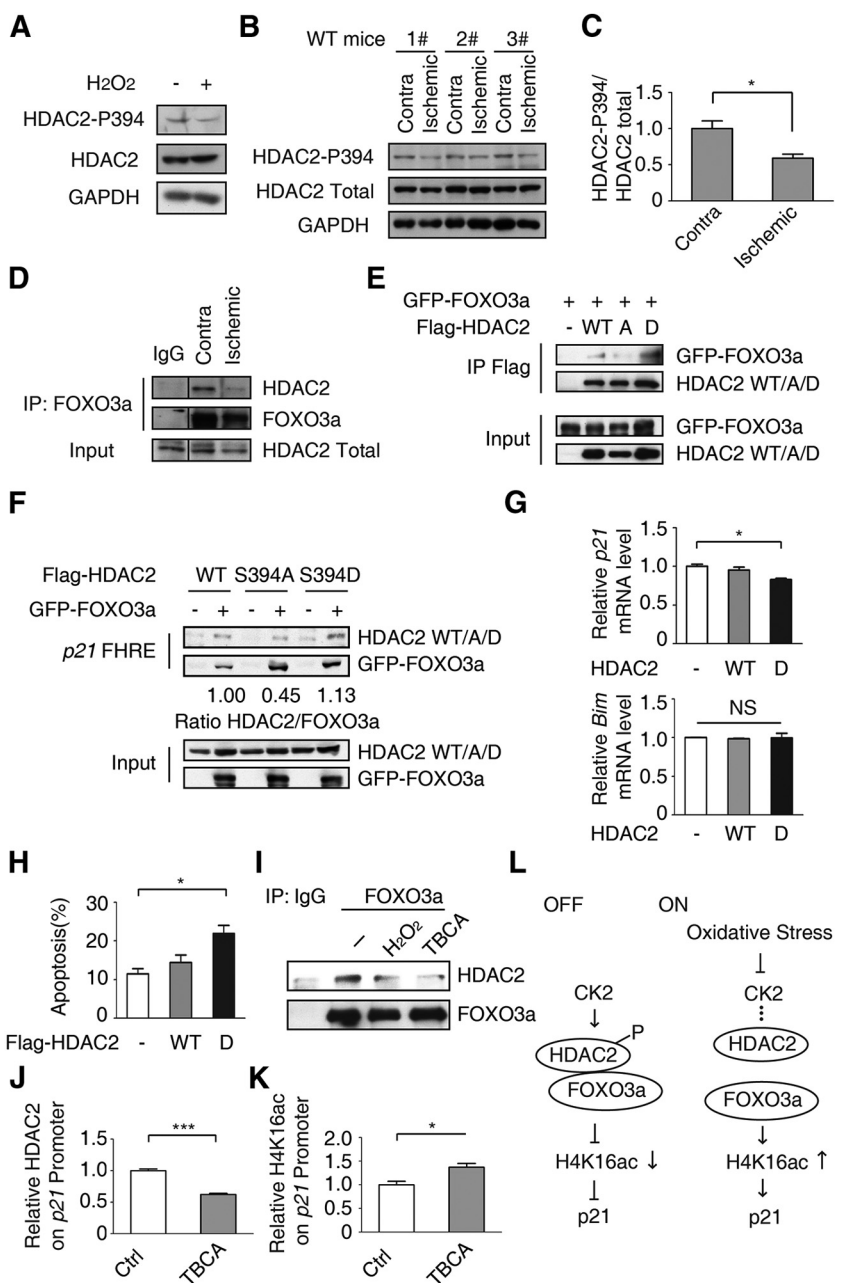 A
H2O2 - +
HDAC2-P394
HDAC2
GAPDH
B
WT mice 1# 2# 3#
Contra Ischemic Contra Ischemic Contra Ischemic
HDAC2-P394
HDAC2 Total
GAPDH
C
HDAC2-P394/
HDAC2 total
1.5
1.0
0.5
0
*
Contra
Ischemic
D
IgG Contra Ischemic
IP: FOXO3a
HDAC2
FOXO3a
Input
HDAC2 Total
E
GFP-FOXO3a + + + +
Flag-HDAC2 - WT A D
IP Flag
GFP-FOXO3a
HDAC2 WT/A/D
Input
GFP-FOXO3a
HDAC2 WT/A/D
F
Flag-HDAC2 WT S394A S394D
GFP-FOXO3a - + - + - +
p21 FHRE
HDAC2 WT/A/D
GFP-FOXO3a
1.00 0.45 1.13
Ratio HDAC2/FOXO3a
Input
HDAC2 WT/A/D
GFP-FOXO3a
G
Relative p21
mRNA level
1.5
1.0
0.5
0
*
HDAC2 - WT D
Relative Bim
mRNA level
1.5
1.0
0.5
0
NS
HDAC2 - WT D
H
Apoptosis(%)
30
20
10
0
*
Flag-HDAC2 - WT D
I
IP: IgG FOXO3a
- H2O2 TBCA
HDAC2
FOXO3a
J
Relative HDAC2
on p21 Promoter
1.5
1.0
0.5
0
***
Ctrl
TBCA
K
Relative H4K16ac
on p21 Promoter
2.0
1.5
1.0
0.5
0
*
Ctrl
TBCA
L
OFF
CK2
↓
HDAC2
P
FOXO3a
⊥
H4K16ac ↓
⊥
p21
ON
Oxidative Stress
⊥
CK2
HDAC2
FOXO3a
↓
H4K16ac ↑
↓
p21